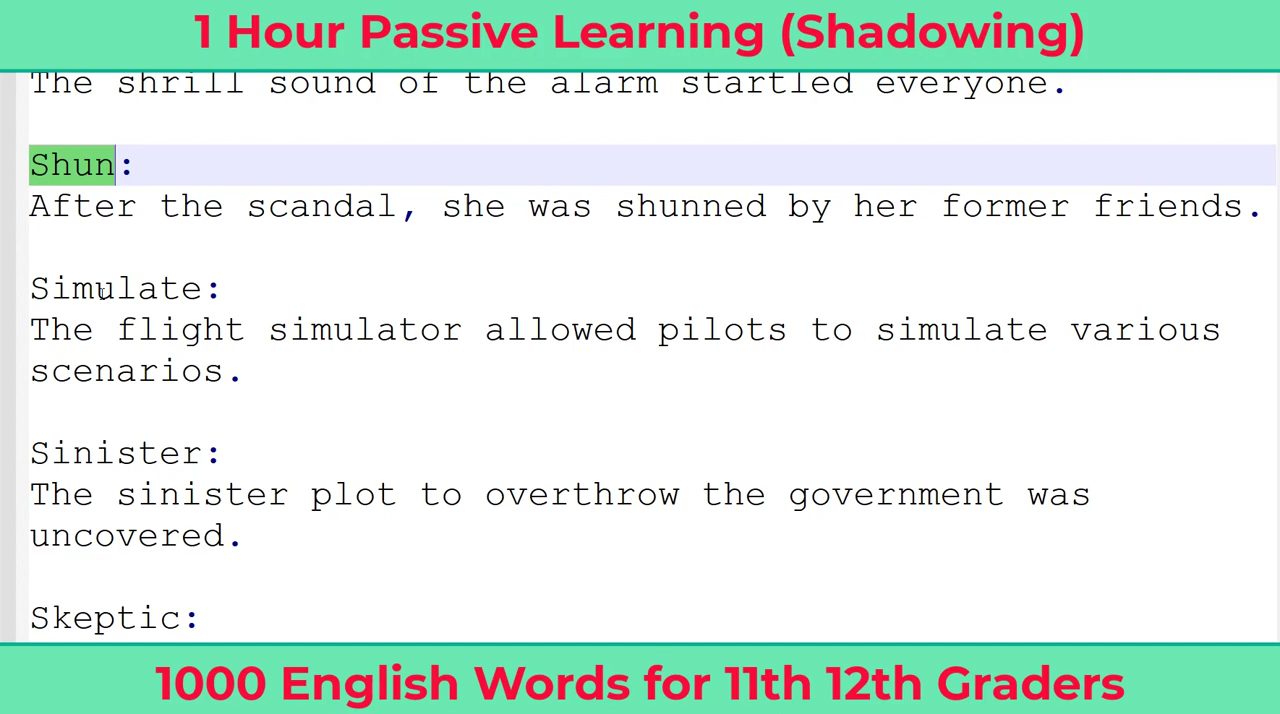 1 Hour Passive Learning (Shadowing)
The shrill sound of the alarm startled everyone.
Shun:
After the scandal, she was shunned by her former friends.
Simulate:
The flight simulator allowed pilots to simulate various
scenarios.
Sinister:
The sinister plot to overthrow the government was
uncovered.
Skeptic:
1000 English Words for 11th 12th Graders